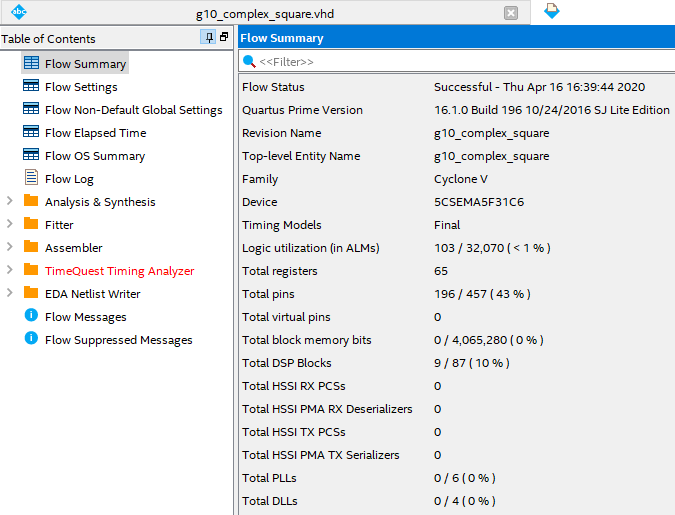 abc
g10_complex_square.vhd
Table of Contents
Flow Summary
Flow Settings
Flow Non-Default Global Settings
Flow Elapsed Time
Flow OS Summary
Flow Log
Analysis & Synthesis
Fitter
Assembler
TimeQuest Timing Analyzer
EDA Netlist Writer
Flow Messages
Flow Suppressed Messages
Flow Summary
<<Filter>>
Flow Status Successful - Thu Apr 16 16:39:44 2020
Quartus Prime Version 16.1.0 Build 196 10/24/2016 SJ Lite Edition
Revision Name g10_complex_square
Top-level Entity Name g10_complex_square
Family Cyclone V
Device 5CSEMA5F31C6
Timing Models Final
Logic utilization (in ALMs) 103 / 32,070 ( < 1 % )
Total registers 65
Total pins 196 / 457 ( 43 % )
Total virtual pins 0
Total block memory bits 0 / 4,065,280 ( 0 % )
Total DSP Blocks 9 / 87 ( 10 % )
Total HSSI RX PCSs 0
Total HSSI PMA RX Deserializers 0
Total HSSI TX PCSs 0
Total HSSI PMA TX Serializers 0
Total PLLs 0 / 6 ( 0 % )
Total DLLs 0 / 4 ( 0 % )